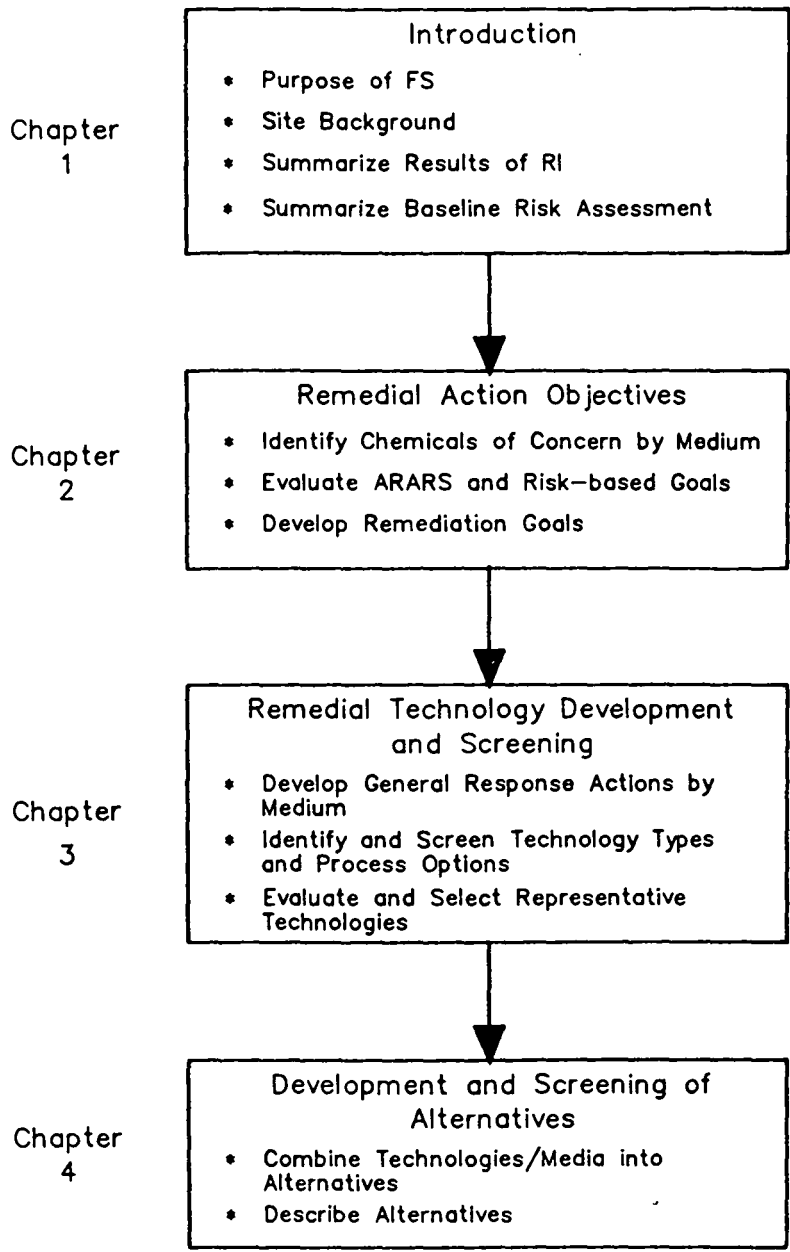 Chapter
1
Introduction
* Purpose of FS
* Site Background
* Summarize Results of RI
* Summarize Baseline Risk Assessment
Chapter
2
Remedial Action Objectives
* Identify Chemicals of Concern by Medium
* Evaluate ARARS and Risk-based Goals
* Develop Remediation Goals
Chapter
3
Remedial Technology Development
and Screening
* Develop General Response Actions by
Medium
* Identify and Screen Technology Types
and Process Options
* Evaluate and Select Representative
Technologies
Chapter
4
Development and Screening of
Alternatives
* Combine Technologies/Media into
Alternatives
* Describe Alternatives